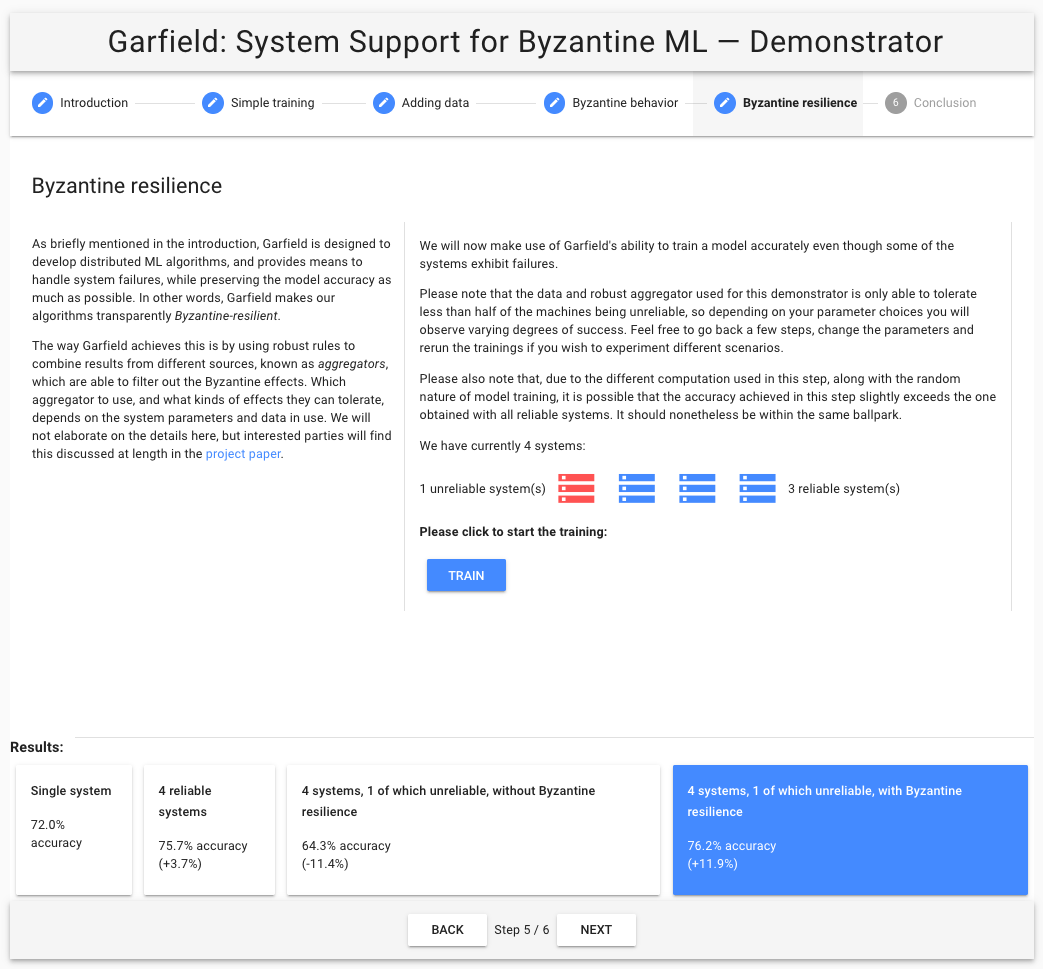 Garfield: System Support for Byzantine ML — Demonstrator
Introduction
Simple training
Adding data
Byzantine behavior
Byzantine resilience
6 Conclusion
Byzantine resilience
As briefly mentioned in the introduction, Garfield is designed to
develop distributed ML algorithms, and provides means to
handle system failures, while preserving the model accuracy as
much as possible. In other words, Garfield makes our
algorithms transparently Byzantine-resilient.
The way Garfield achieves this is by using robust rules to
combine results from different sources, known as aggregators,
which are able to filter out the Byzantine effects. Which
aggregator to use, and what kinds of effects they can tolerate,
depends on the system parameters and data in use. We will
not elaborate on the details here, but interested parties will find
this discussed at length in the project paper.
We will now make use of Garfield's ability to train a model accurately even though some of the
systems exhibit failures.
Please note that the data and robust aggregator used for this demonstrator is only able to tolerate
less than half of the machines being unreliable, so depending on your parameter choices you will
observe varying degrees of success. Feel free to go back a few steps, change the parameters and
rerun the trainings if you wish to experiment different scenarios.
Please also note that, due to the different computation used in this step, along with the random
nature of model training, it is possible that the accuracy achieved in this step slightly exceeds the one
obtained with all reliable systems. It should nonetheless be within the same ballpark.
We have currently 4 systems:
1 unreliable system(s)
3 reliable system(s)
Please click to start the training:
TRAIN
Results:
Single system
72.0%
accuracy
4 reliable
systems
75.7% accuracy
(+3.7%)
4 systems, 1 of which unreliable, without Byzantine
resilience
64.3% accuracy
(-11.4%)
4 systems, 1 of which unreliable, with Byzantine
resilience
76.2% accuracy
(+11.9%)
BACK
Step 5 / 6
NEXT